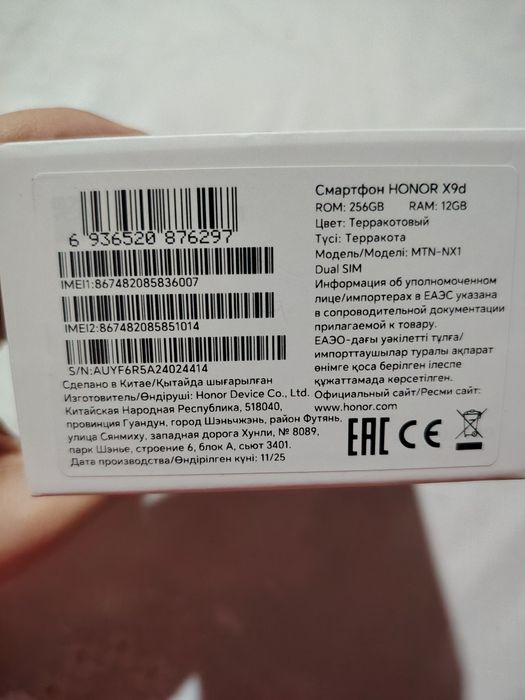 6 936520 876297
IMEI1:867482085836007
IMEI2:867482085851014
S/N:AUYF6R5A24024414
Смартфон HONOR X9d
ROM: 256GB RAM: 12GB
Цвет: Терракотовый
Түсі: Терракота
Модель/Моделі: MTN-NX1
Dual SIM
Информация об уполномоченном
лице/импортерах в ЕАЭС указана
в сопроводительной документации
прилагаемой к товару.
ЕАЭО-дағы уәкілетті тұлға/
импорттаушылар туралы ақпарат
өнімге қоса берілген ілеспе
құжаттамада көрсетілген.
Официальный сайт/Ресми сайт:
www.honor.com
Сделано в Китае/Қытайда шығарылған
Изготовитель/Өндіруші: Honor Device Co., Ltd.
Китайская Народная Республика, 518040,
провинция Гуандун, город Шэньчжэнь, район Футянь,
улица Сянмиху, западная дорога Хунли, № 8089,
парк Шэнье, строение 6, блок А, сьют 3401.
Дата производства/Өндірілген күні: 11/25
EAC CE